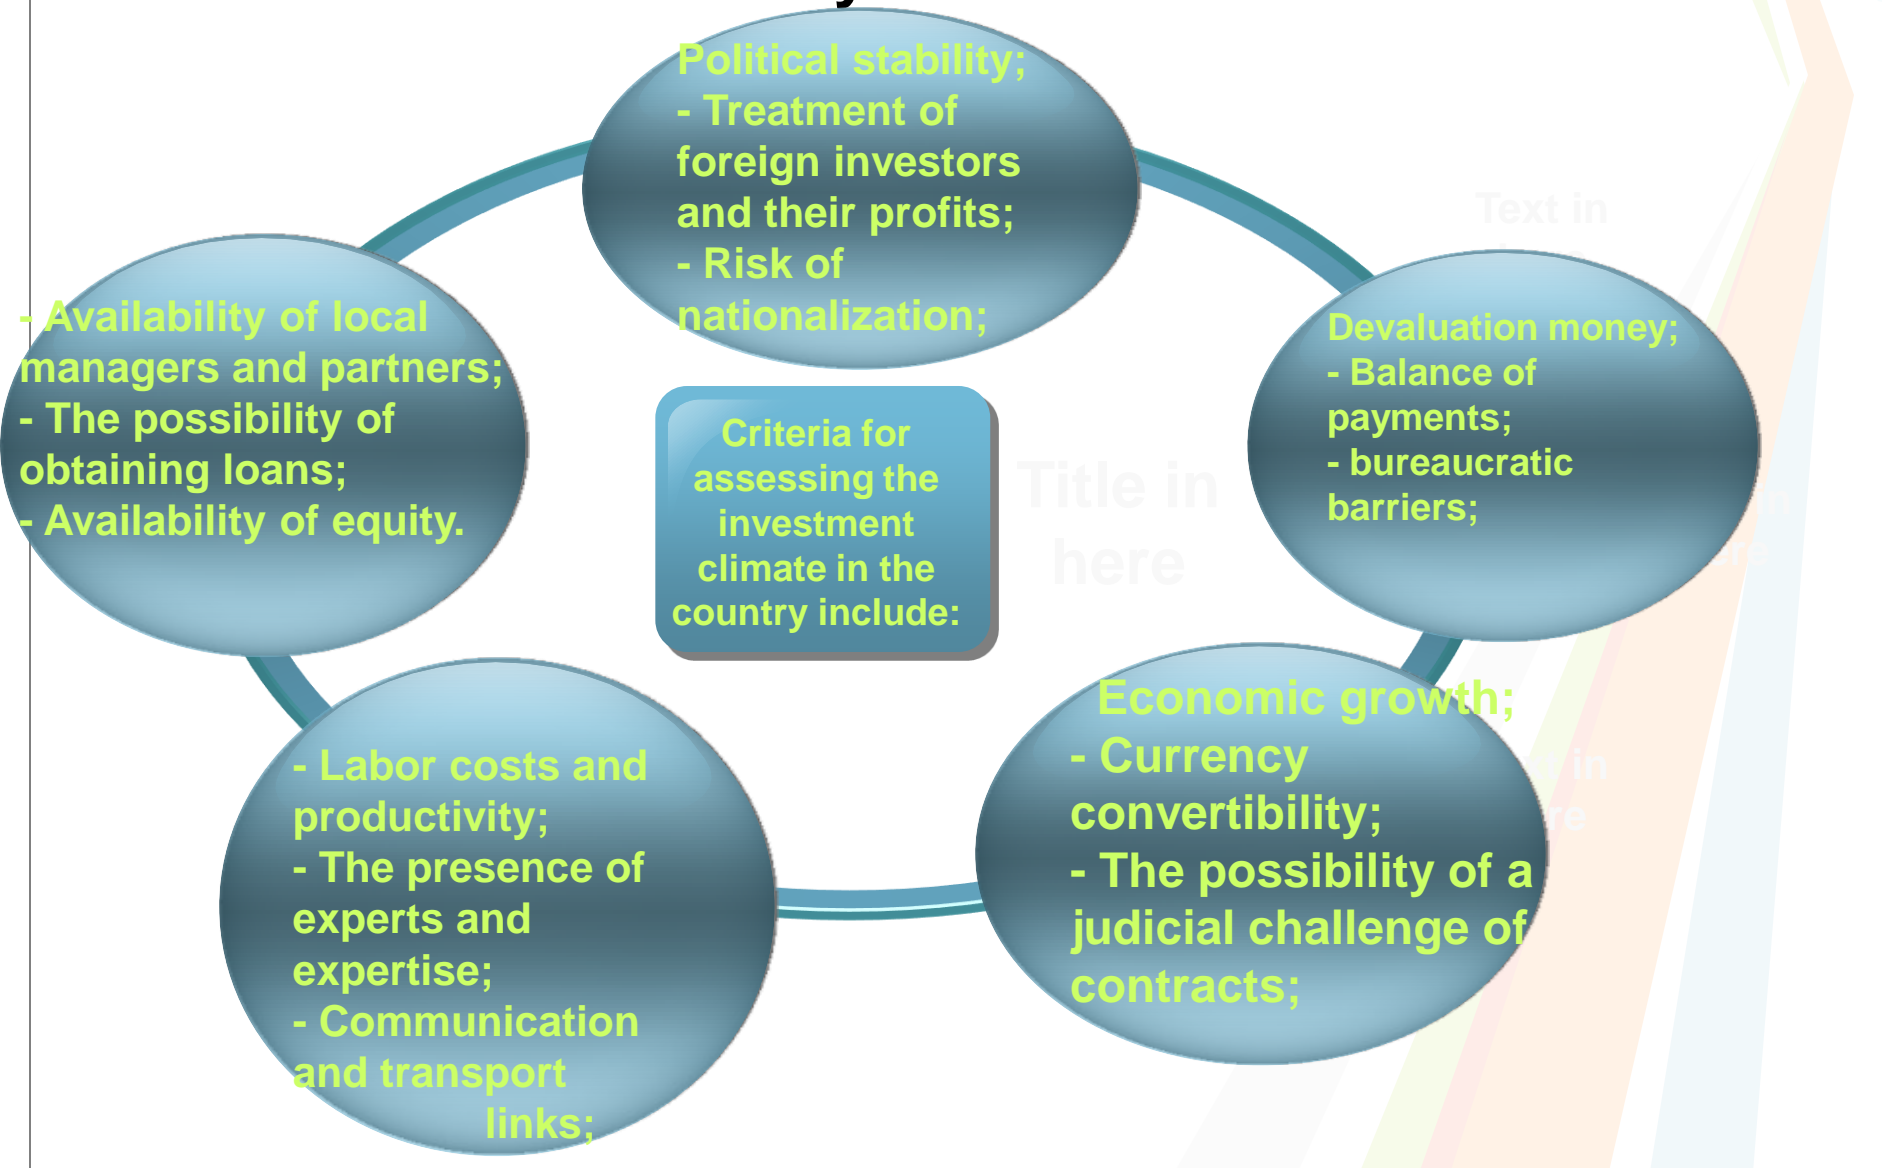 Political stability;
- Treatment of
foreign investors
and their profits;
- Risk of
nationalization;
Text in
- Availability of local
managers and partners;
- The possibility of
obtaining loans;
- Availability of equity.
Devaluation money;
- Balance of
payments;
- bureaucratic
barriers;
Criteria for
assessing the
investment
climate in the
country include:
Title in
here
- Labor costs and
productivity;
- The presence of
experts and
expertise;
- Communication
and transport
links;
Economic growth;
- Currency
convertibility;
- The possibility of a
judicial challenge of
contracts;